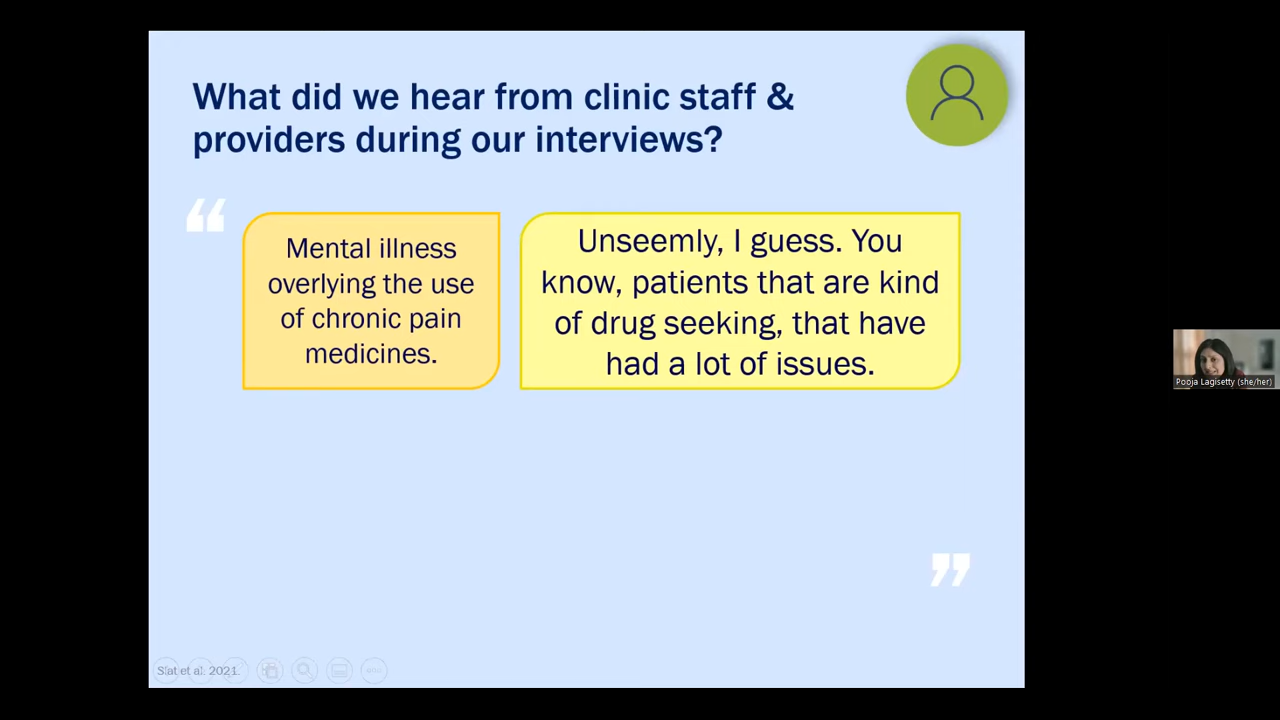 What did we hear from clinic staff &
providers during our interviews?
“
Mental illness
overlying the use
of chronic pain
medicines.
Unseemly, I guess. You
know, patients that are kind
of drug seeking, that have
had a lot of issues.
”
Slat et al. 2021.
Pooja Lagisetty (she/her)